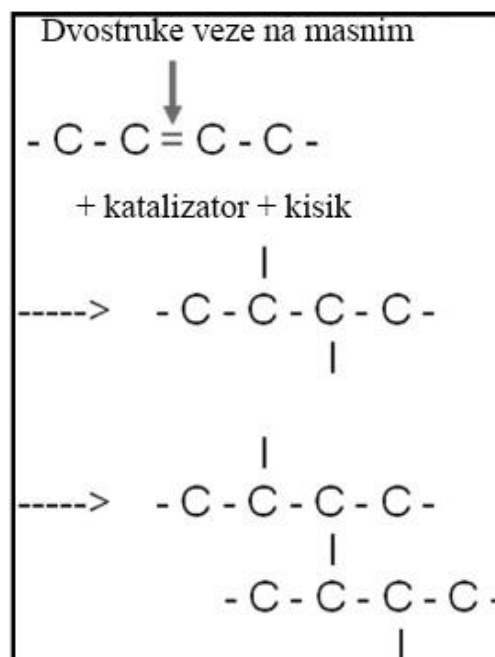 Dvostruke veze na masnim
- C - C = C - C -
+ katalizator + kisik
|
-----> - C - C - C - C -
|
|
-----> - C - C - C - C -
|
- C - C - C - C -
|